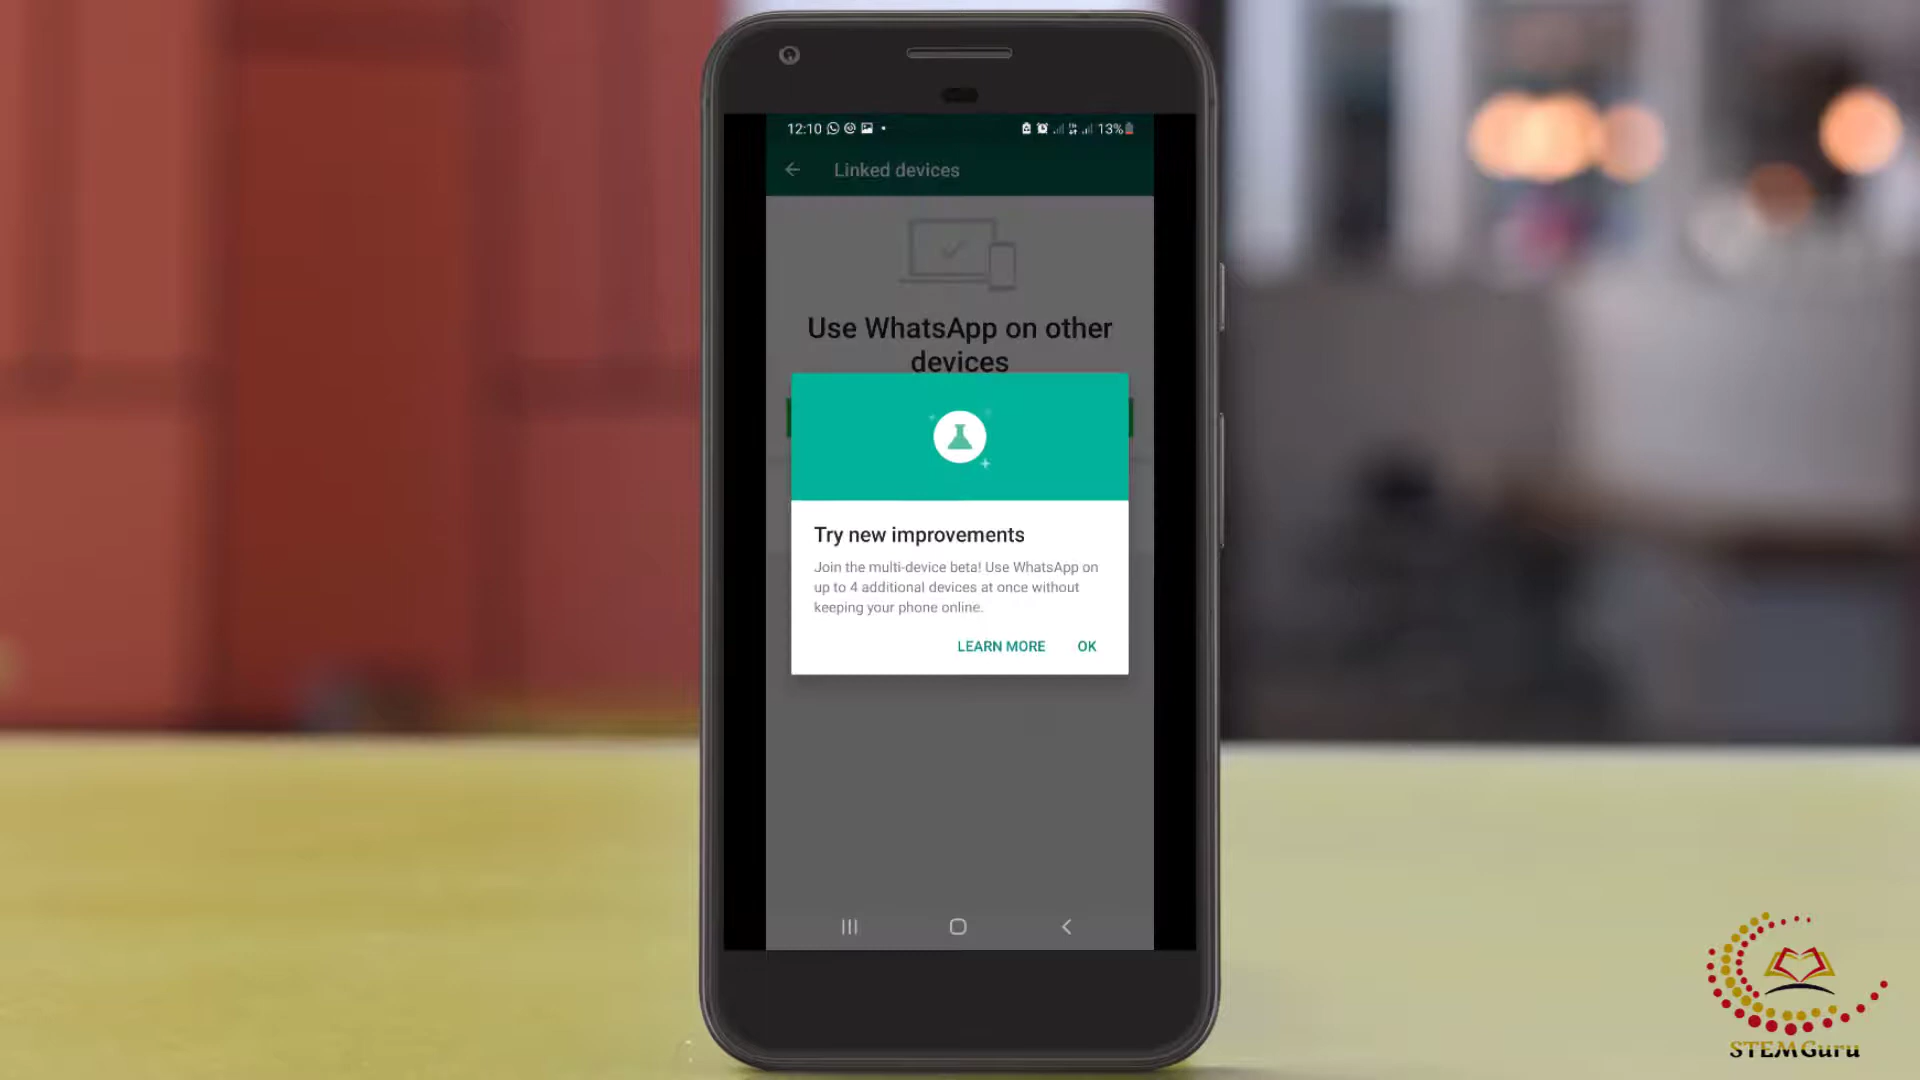 12:10
13%
Linked devices
Use WhatsApp on other
devices
Try new improvements
Join the multi-device beta! Use WhatsApp on
up to 4 additional devices at once without
keeping your phone online.
LEARN MORE OK
STEMGuru